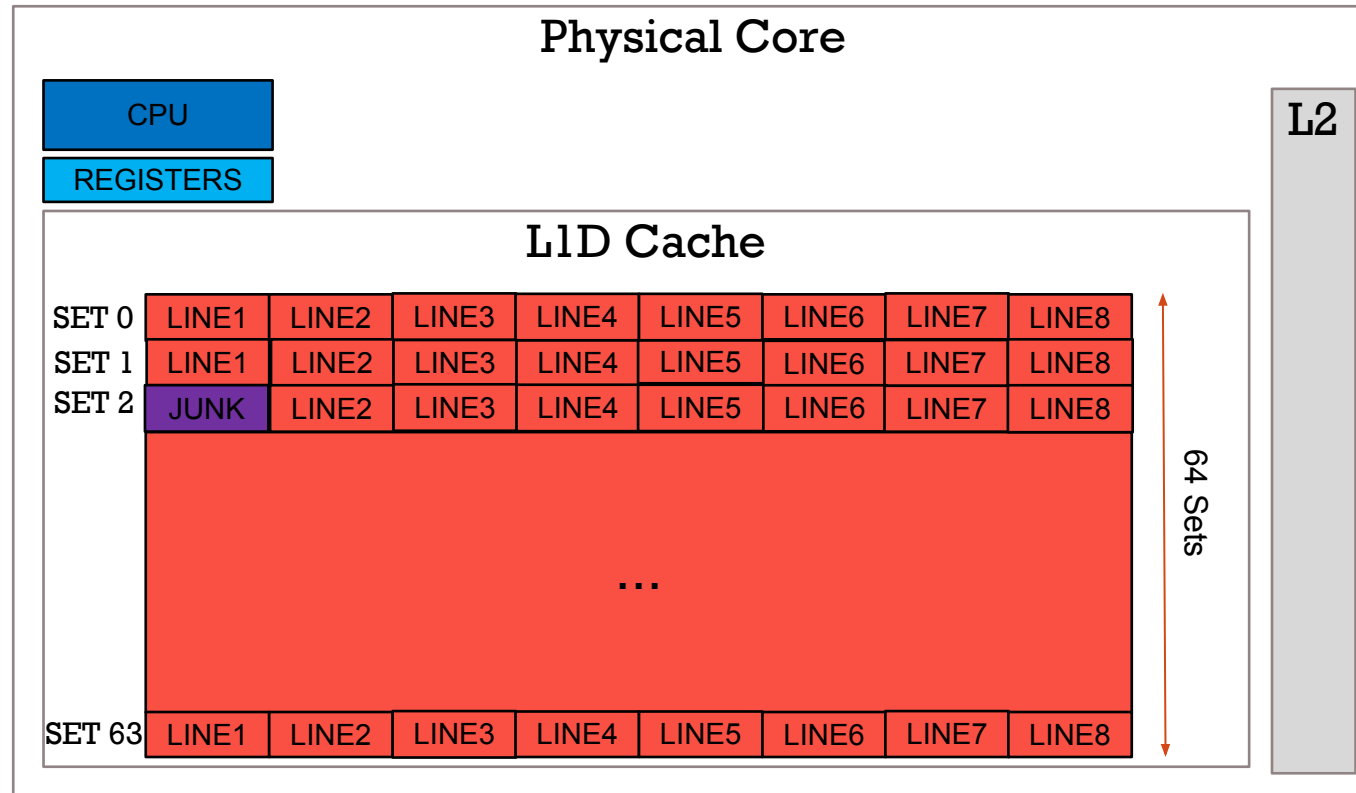 Physical Core
CPU
L2
REGISTERS
L1D Cache
SET 0 LINE1 LINE2 LINE3 LINE4 LINE5 LINE6 LINE7 LINE8
SET 1 LINE1 LINE2 LINE3 LINE4 LINE5 LINE6 LINE7 LINE8
SET 2 JUNK LINE2 LINE3 LINE4 LINE5 LINE6 LINE7 LINE8
64 Sets
...
SET 63 LINE1 LINE2 LINE3 LINE4 LINE5 LINE6 LINE7 LINE8